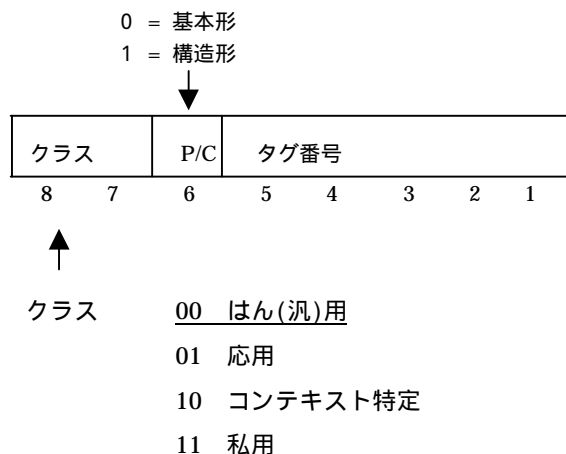 0 = 基本形
1 = 構造形
クラス P/C タグ番号
8 7 6 5 4 3 2 1
クラス 00 はん(汎)用
01 応用
10 コンテキスト特定
11 私用